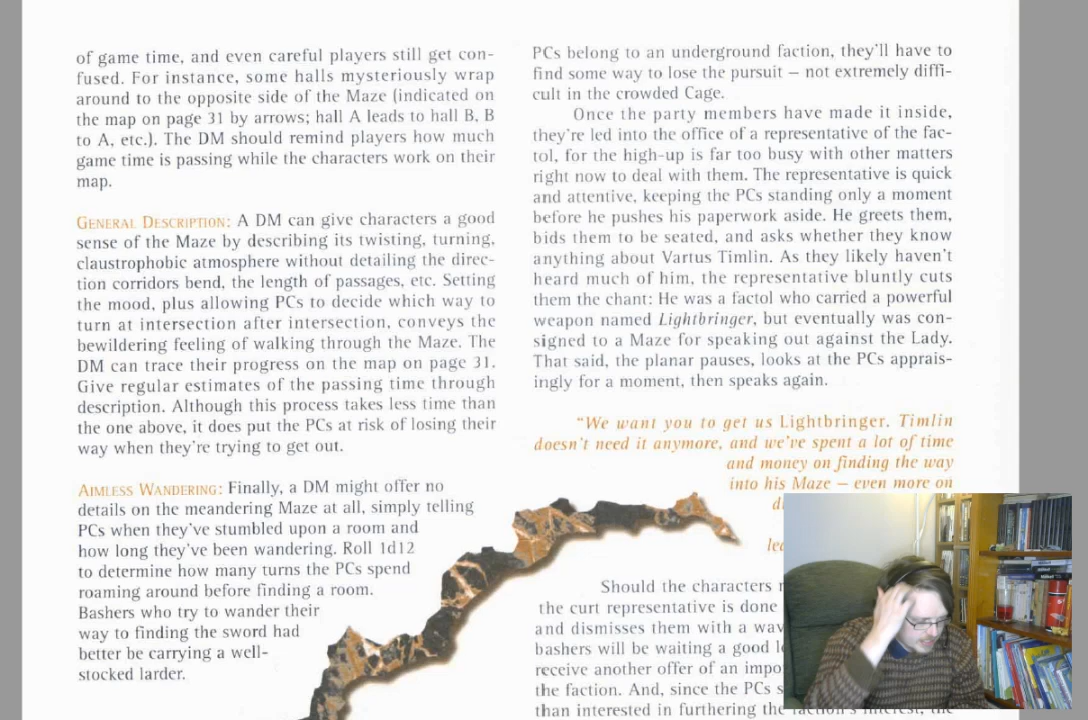 of game time, and even careful players still get con-
fused. For instance, some halls mysteriously wrap
around to the opposite side of the Maze (indicated on
the map on page 31 by arrows; hall A leads to hall B, B
to A, etc.). The DM should remind players how much
game time is passing while the characters work on their
map.
GENERAL DESCRIPTION: A DM can give characters a good
sense of the Maze by describing its twisting, turning,
claustrophobic atmosphere without detailing the direc-
tion corridors bend, the length of passages, etc. Setting
the mood, plus allowing PCs to decide which way to
turn at intersection after intersection, conveys the
bewildering feeling of walking through the Maze. The
DM can trace their progress on the map on page 31.
Give regular estimates of the passing time through
description. Although this process takes less time than
the one above, it does put the PCs at risk of losing their
way when they're trying to get out.
AIMLESS WANDERING: Finally, a DM might offer no
details on the meandering Maze at all, simply telling
PCs when they've stumbled upon a room and
how long they've been wandering. Roll 1d12
to determine how many turns the PCs spend
roaming around before finding a room.
Bashers who try to wander their
way to finding the sword had
better be carrying a well-
stocked larder.
PCs belong to an underground faction, they'll have to
find some way to lose the pursuit – not extremely diffi-
cult in the crowded Cage.
Once the party members have made it inside,
they're led into the office of a representative of the fac-
tol, for the high-up is far too busy with other matters
right now to deal with them. The representative is quick
and attentive, keeping the PCs standing only a moment
before he pushes his paperwork aside. He greets them,
bids them to be seated, and asks whether they know
anything about Vartus Timlin. As they likely haven't
heard much of him, the representative bluntly cuts
them the chant: He was a factol who carried a powerful
weapon named Lightbringer, but eventually was con-
signed to a Maze for speaking out against the Lady.
That said, the planar pauses, looks at the PCs apprais-
ingly for a moment, then speaks again.
"We want you to get us Lightbringer. Timlin
doesn't need it anymore, and we've spent a lot of time
and money on finding the way
into his Maze – even more on
Should the characters
the curt representative is done
and dismisses them with a wav
bashers will be waiting a good l
receive another offer of an impo
the faction. And, since the PCs s
than interested in furthering the